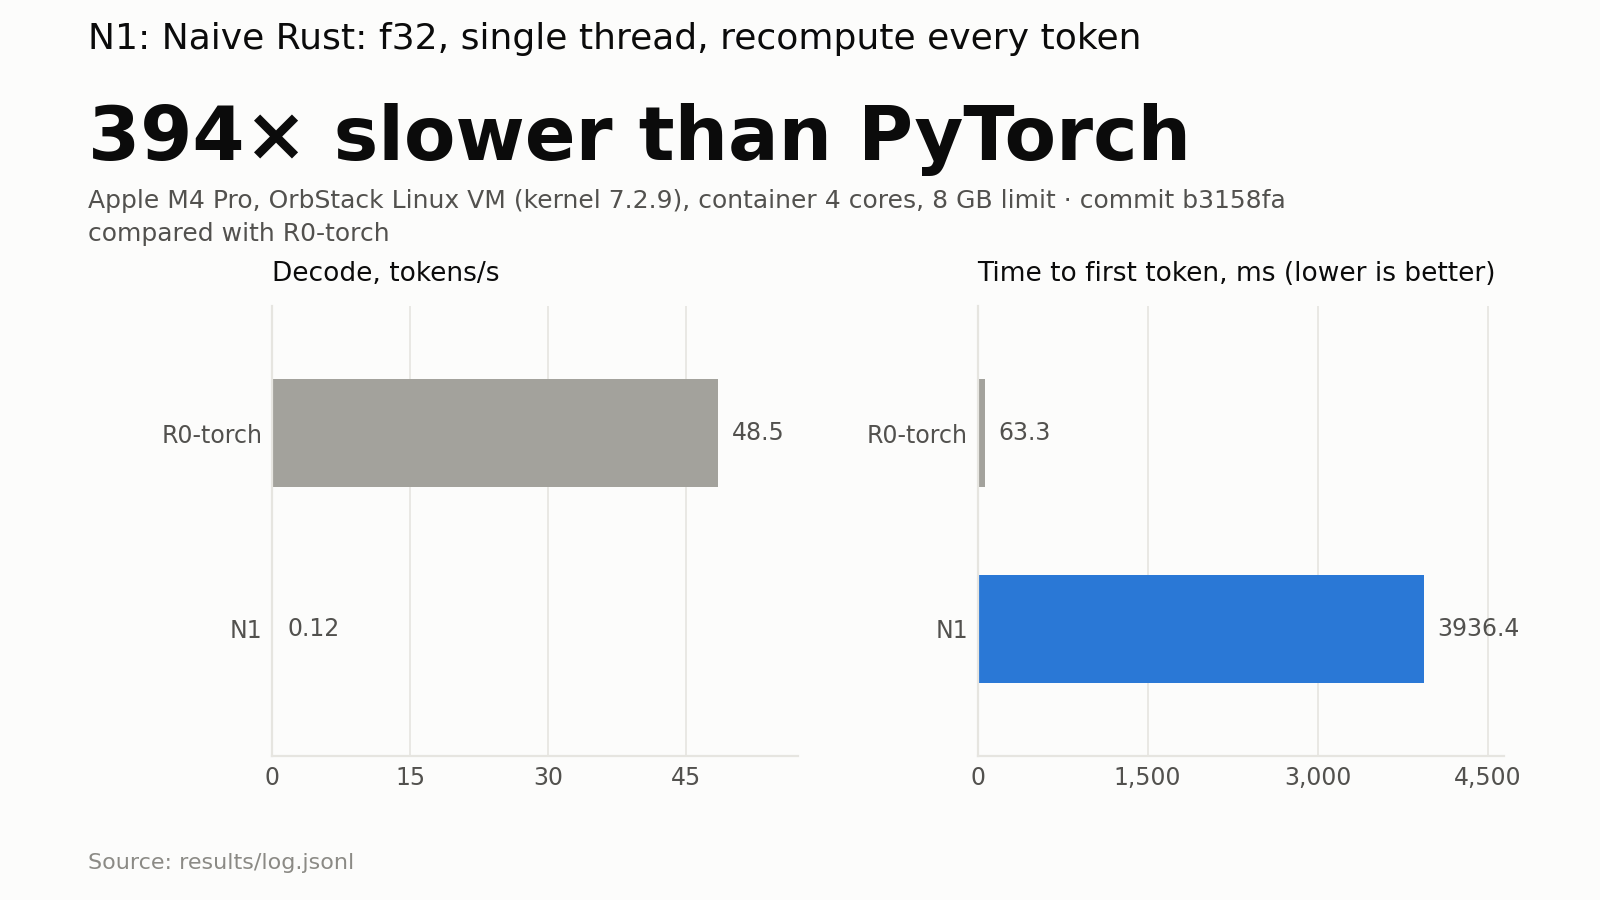 N1: Naive Rust: f32, single thread, recompute every token
394× slower than PyTorch
Apple M4 Pro, OrbStack Linux VM (kernel 7.2.9), container 4 cores, 8 GB limit · commit b3158fa
compared with R0-torch
Decode, tokens/s
R0-torch
48.5
N1
0.12
0
15
30
45
Time to first token, ms (lower is better)
R0-torch
63.3
N1
3936.4
0
1,500
3,000
4,500
Source: results/log.jsonl